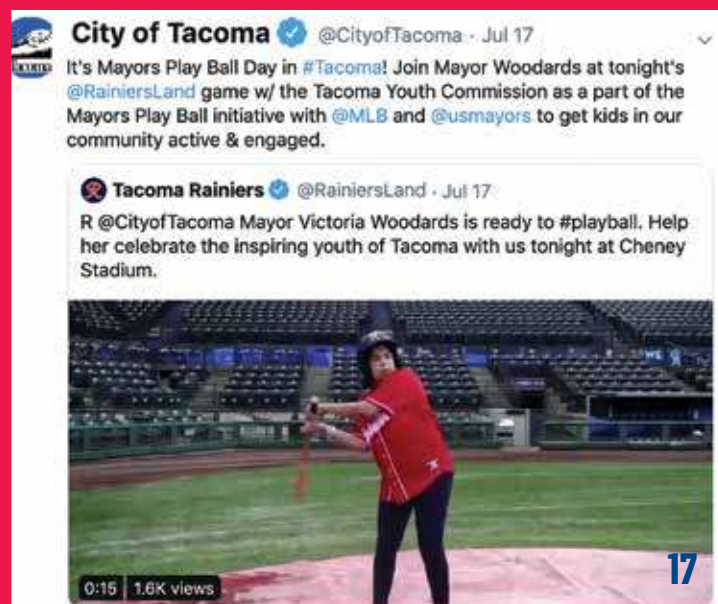 City of Tacoma @CityofTacoma · Jul 17
It's Mayors Play Ball Day in #Tacoma! Join Mayor Woodards at tonight's
@RainiersLand game w/ the Tacoma Youth Commission as a part of the
Mayors Play Ball initiative with @MLB and @usmayors to get kids in our
community active & engaged.
Tacoma Rainiers @RainiersLand · Jul 17
R @CityofTacoma Mayor Victoria Woodards is ready to #playball. Help
her celebrate the inspiring youth of Tacoma with us tonight at Cheney
Stadium.
0:15 1.6K views
17